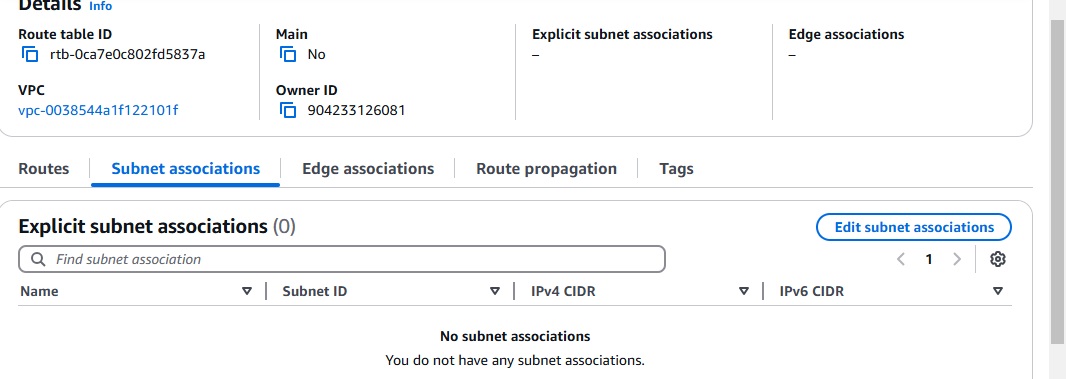 Details Info
Route table ID
rtb-0ca7e0c802fd5837a
Main
No
Explicit subnet associations
–
Edge associations
–
VPC
vpc-0038544a1f122101f
Owner ID
904233126081
Routes Subnet associations Edge associations Route propagation Tags
Explicit subnet associations (0)
Edit subnet associations
Find subnet association
1
Name Subnet ID IPv4 CIDR IPv6 CIDR
No subnet associations
You do not have any subnet associations.